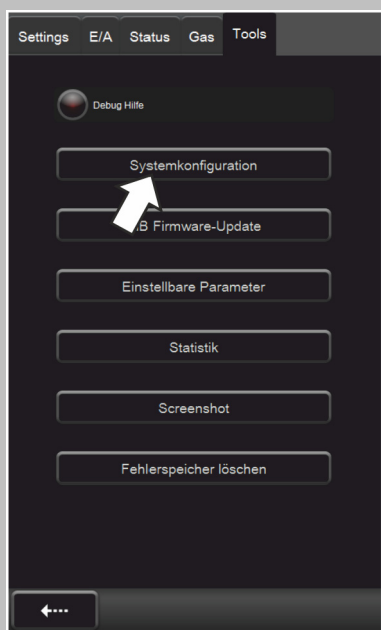 Settings E/A Status Gas Tools
Debug Hilfe
Systemkonfiguration
Firmware-Update
Einstellbare Parameter
Statistik
Screenshot
Fehlerspeicher löschen